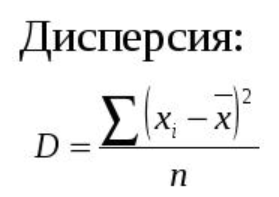 Дисперсия:
D = ∑(xᵢ − x̄)² / n